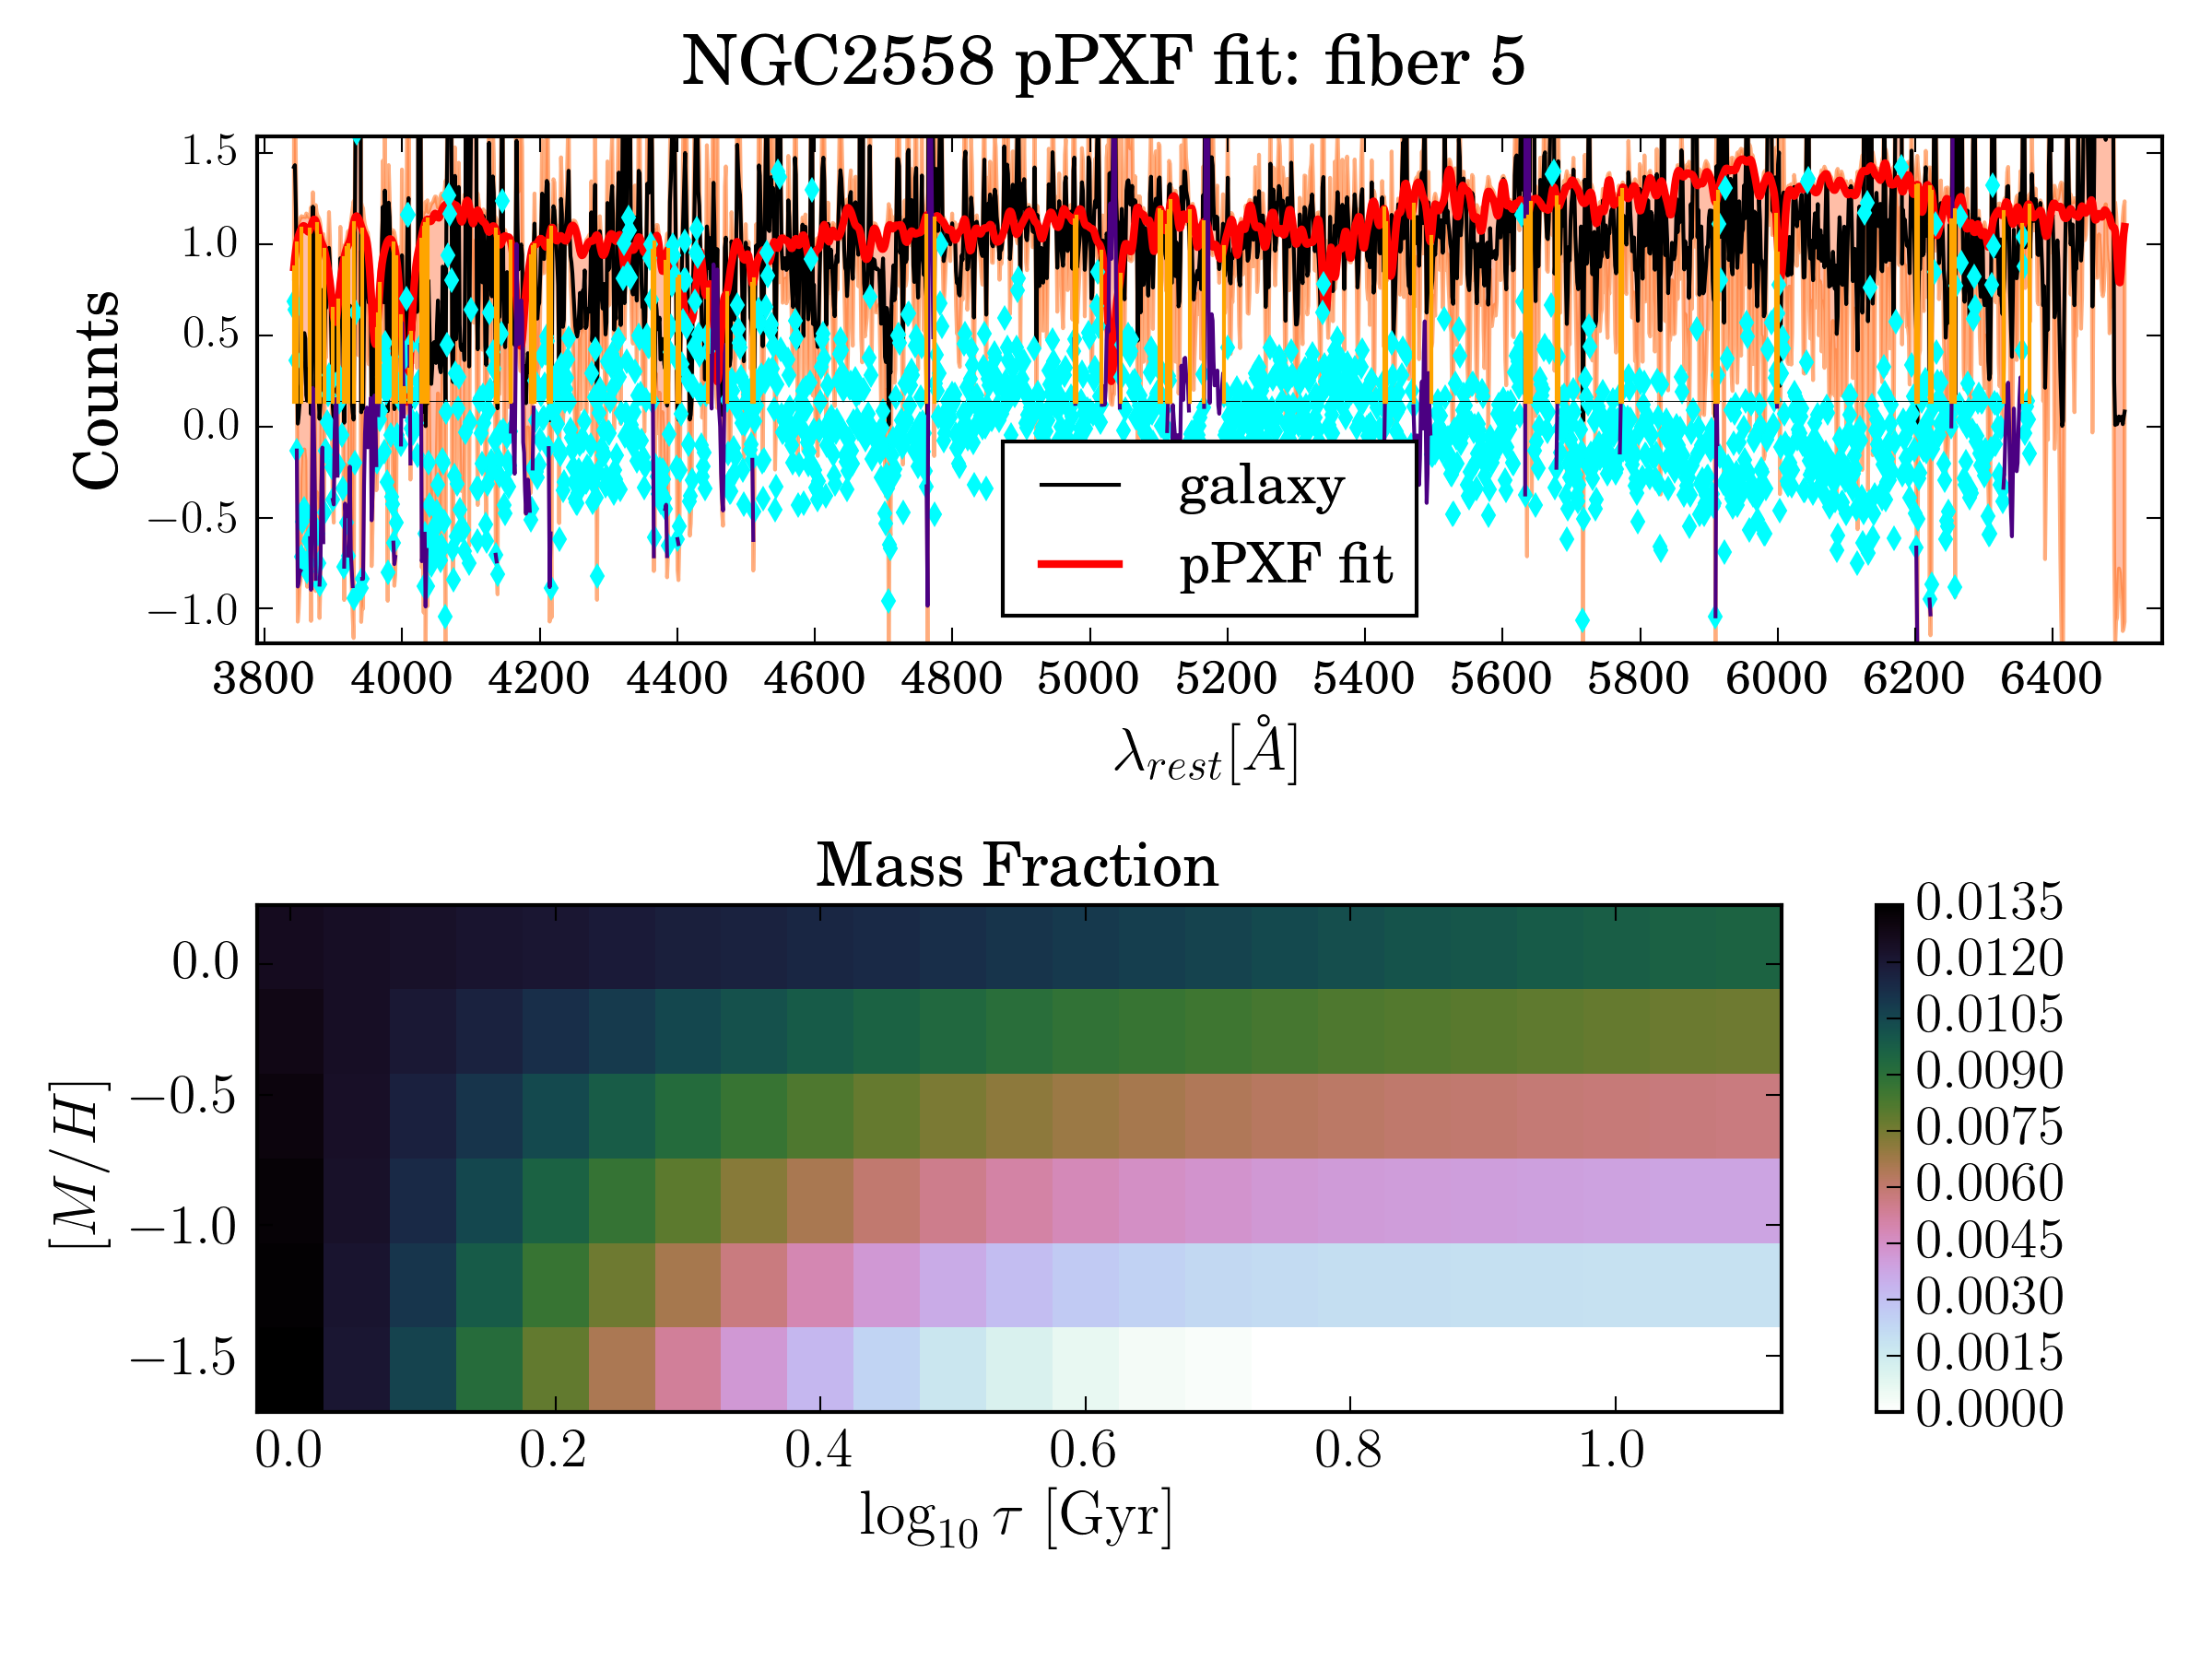 NGC2558 pPXF fit: fiber 5
Counts
1.5
1.0
0.5
0.0
−0.5
−1.0
galaxy
pPXF fit
3800 4000 4200 4400 4600 4800 5000 5200 5400 5600 5800 6000 6200 6400
λrest[Å]
Mass Fraction
[M/H]
0.0
−0.5
−1.0
−1.5
0.0 0.2 0.4 0.6 0.8 1.0
log10 τ [Gyr]
0.0135
0.0120
0.0105
0.0090
0.0075
0.0060
0.0045
0.0030
0.0015
0.0000